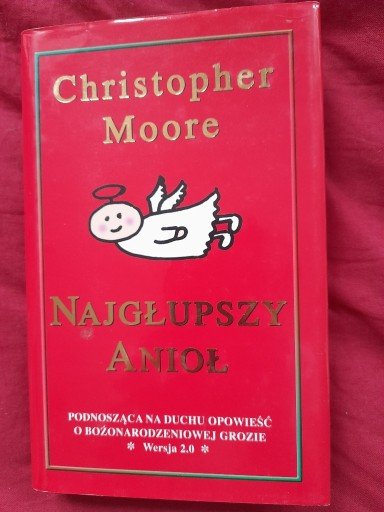 Christopher
Moore
NAJGŁUPSZY
ANIOŁ
PODNOSZĄCA NA DUCHU OPOWIEŚĆ
O BOŻONARODZENIOWEJ GROZIE
* Wersja 2.0 *